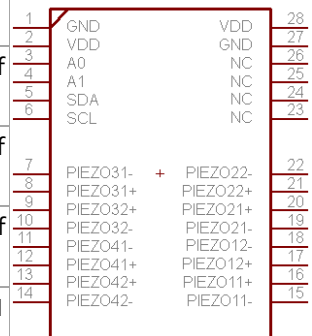 1 GND VDD 28
2 VDD GND 27
3 A0 NC 26
4 A1 NC 25
5 SDA NC 24
6 SCL NC 23
7 PIEZO31- + PIEZO22- 22
8 PIEZO31+ PIEZO22+ 21
9 PIEZO32+ PIEZO21+ 20
10 PIEZO32- PIEZO21- 19
11 PIEZO41- PIEZO12- 18
12 PIEZO41+ PIEZO12+ 17
13 PIEZO42+ PIEZO11+ 16
14 PIEZO42- PIEZO11- 15